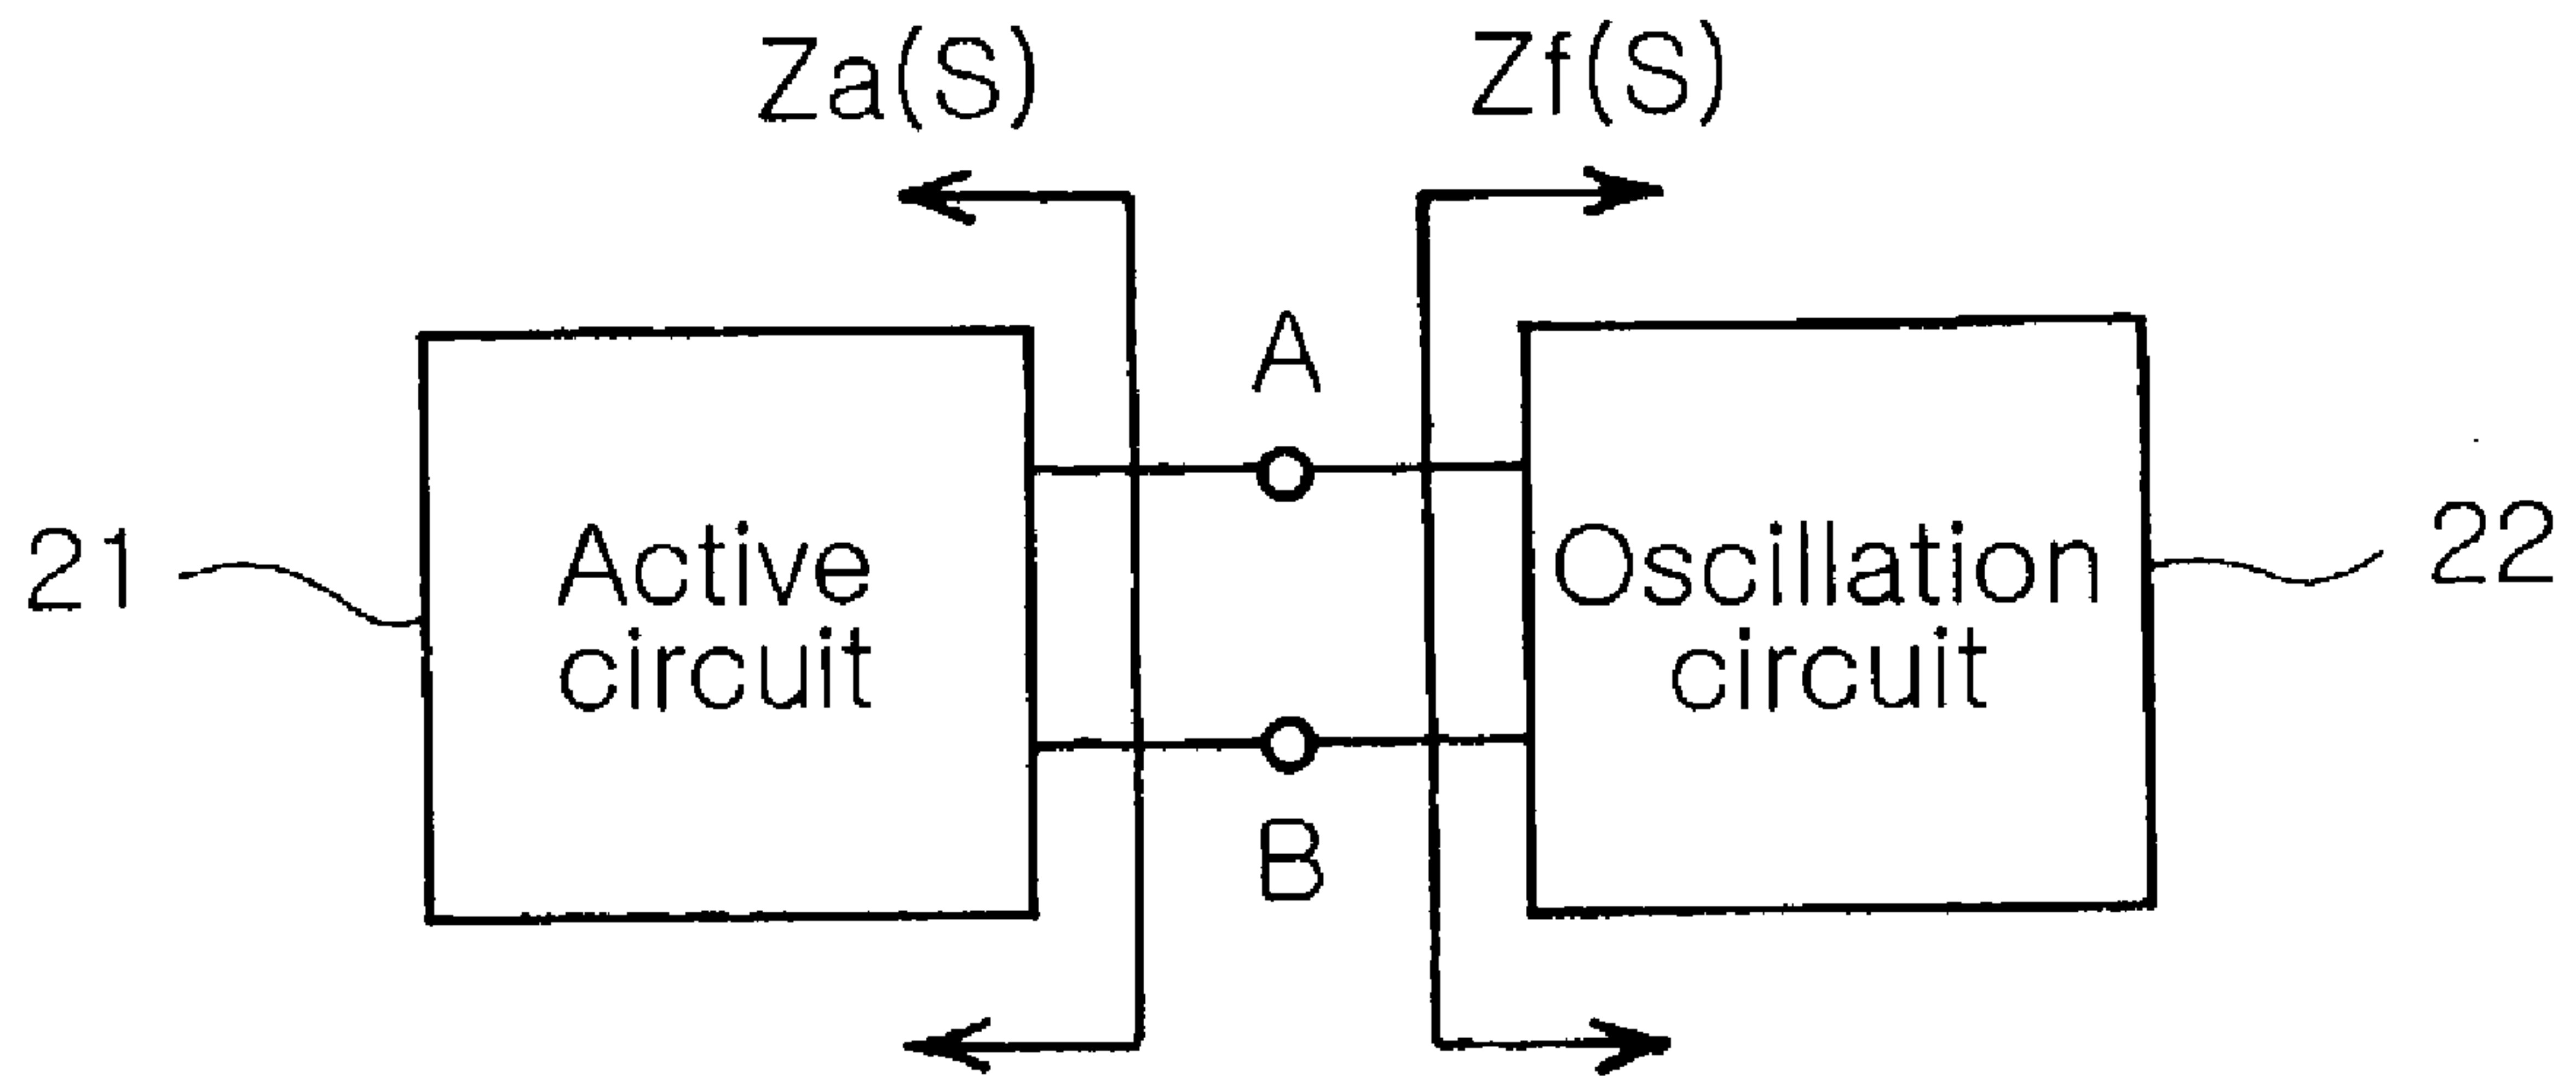 Za(S)
Zf(S)
A
21
Active
circuit
Oscillation
circuit
22
B